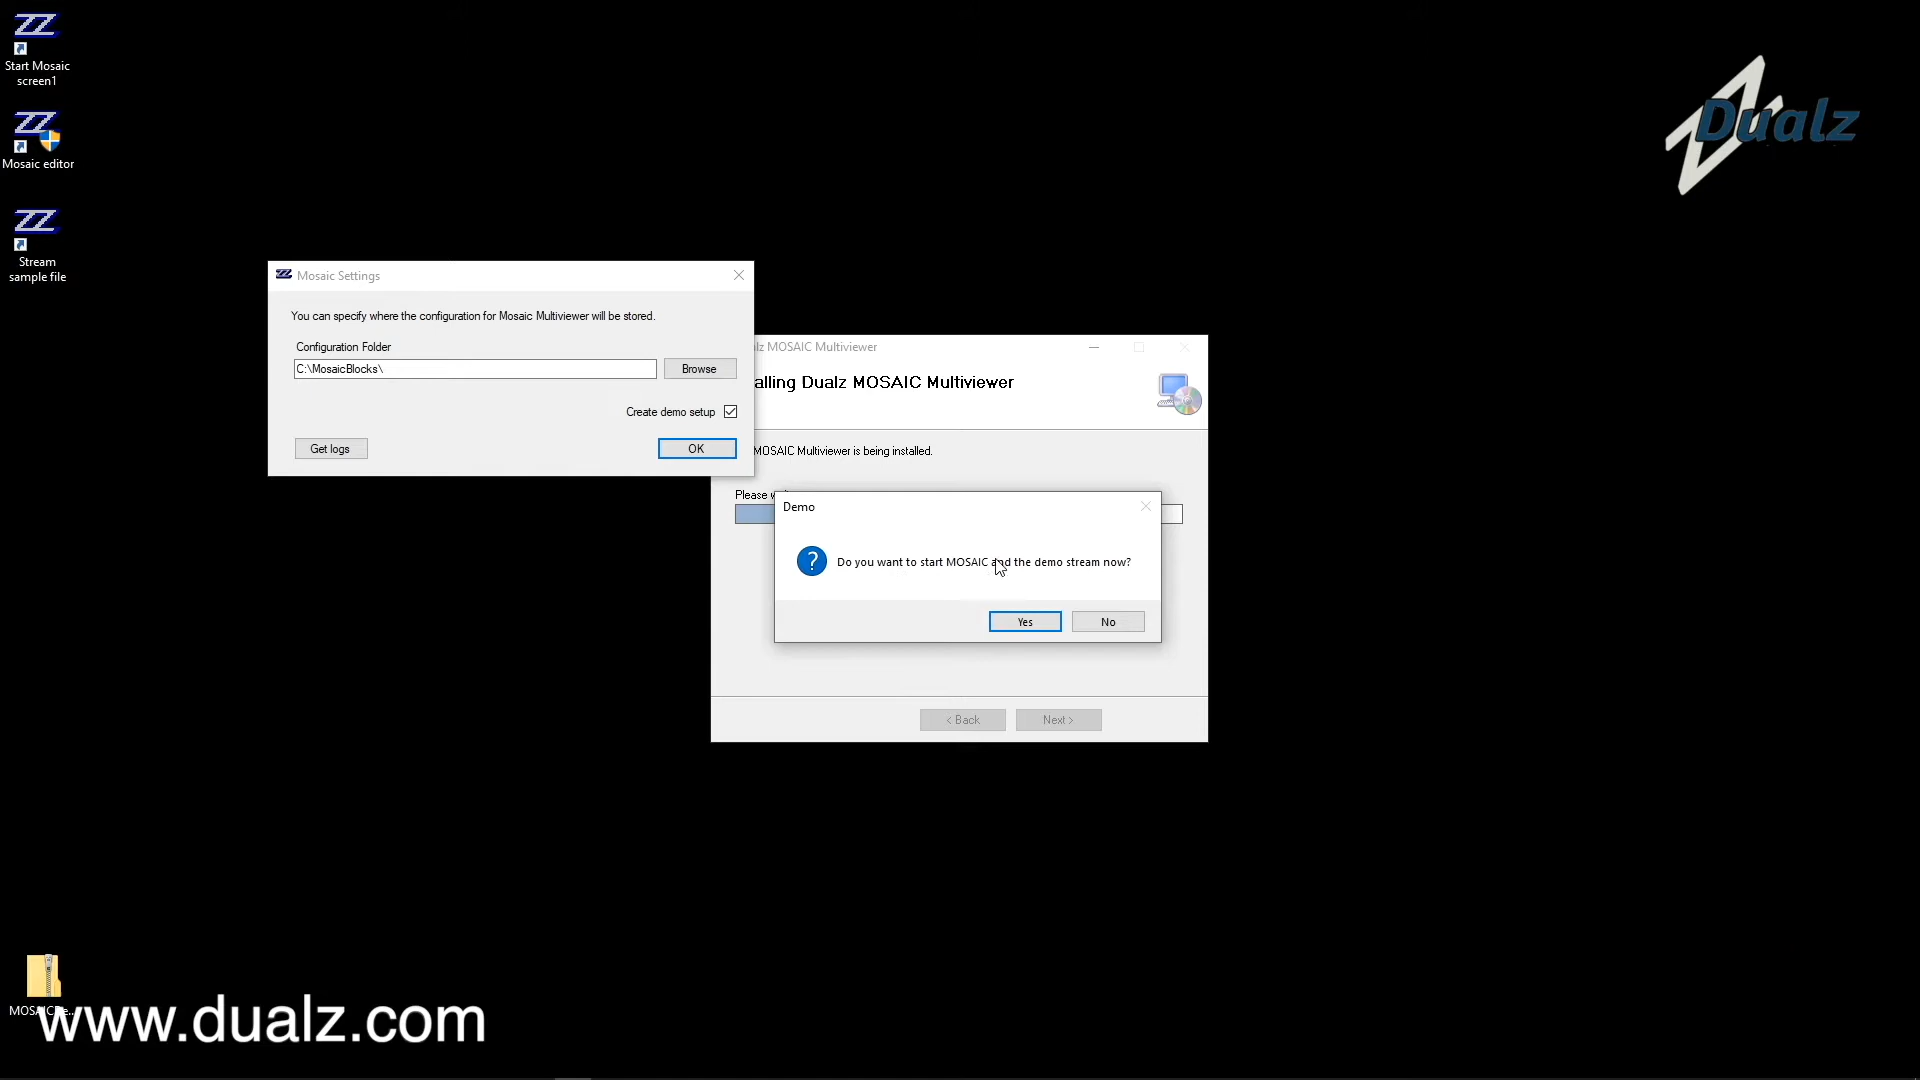 Start Mosaic
screen1
Mosaic editor
Stream
sample file
Dualz
Mosaic Settings
You can specify where the configuration for Mosaic Multiviewer will be stored.
Configuration Folder
C:\MosaicBlocks\
Browse
Create demo setup
Get logs
OK
lz MOSAIC Multiviewer
alling Dualz MOSAIC Multiviewer
MOSAIC Multiviewer is being installed.
Please
Demo
Do you want to start MOSAIC and the demo stream now?
Yes
No
< Back
Next >
www.dualz.com